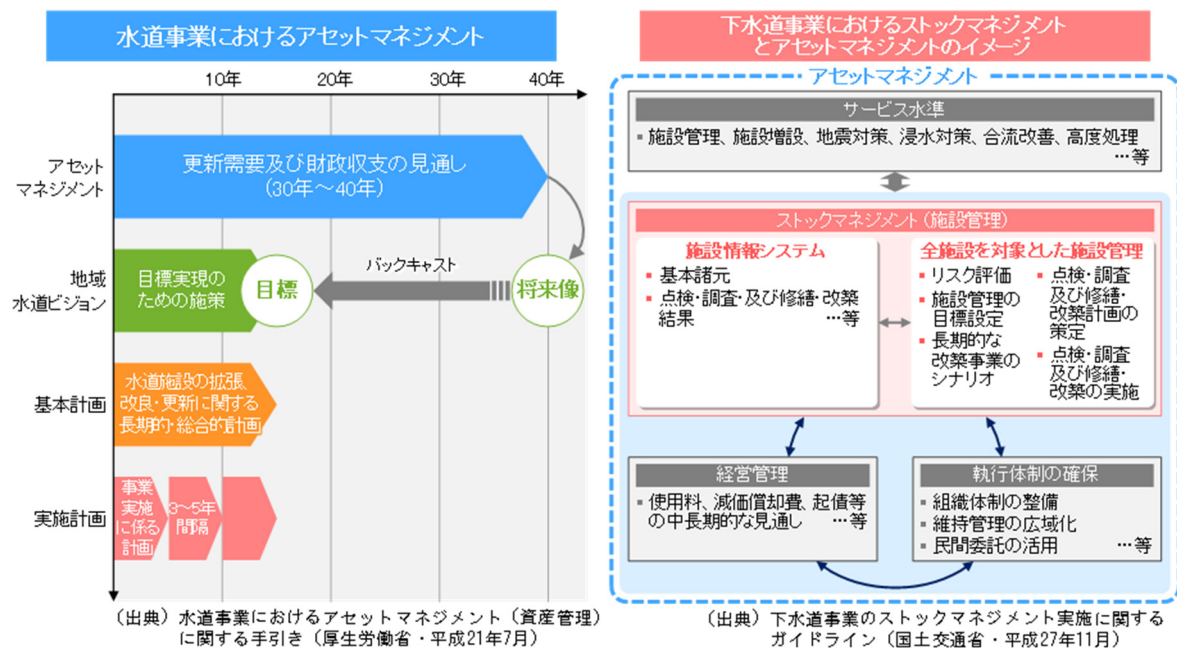 水道事業におけるアセットマネジメント
10年
20年
30年
40年
アセット
マネジメント
更新需要及び財政収支の見通し
(30年～40年)
地域
水道ビジョン
目標実現の
ための施策
目標
バックキャスト
将来像
基本計画
水道施設の拡張、
改良・更新に関する
長期的・総合的計画
実施計画
事業
実施
に係る
計画
3～5年
間隔
(出典) 水道事業におけるアセットマネジメント(資産管理)
に関する手引き(厚生労働省・平成21年7月)
下水道事業におけるストックマネジメント
とアセットマネジメントのイメージ
アセットマネジメント
サービス水準
▪ 施設管理、施設増設、地震対策、浸水対策、合流改善、高度処理
…等
ストックマネジメント(施設管理)
施設情報システム
▪ 基本諸元
▪ 点検・調査・及び修繕・改築
結果 …等
全施設を対象とした施設管理
▪ リスク評価
▪ 施設管理の
目標設定
▪ 長期的な
改築事業の
シナリオ
▪ 点検・調査
及び修繕・
改築計画の
策定
▪ 点検・調査
及び修繕・
改築の実施
経営管理
▪ 使用料、減価償却費、起債等
の中長期的な見通し …等
執行体制の確保
▪ 組織体制の整備
▪ 維持管理の広域化
▪ 民間委託の活用 …等
(出典) 下水道事業のストックマネジメント実施に関する
ガイドライン(国土交通省・平成27年11月)